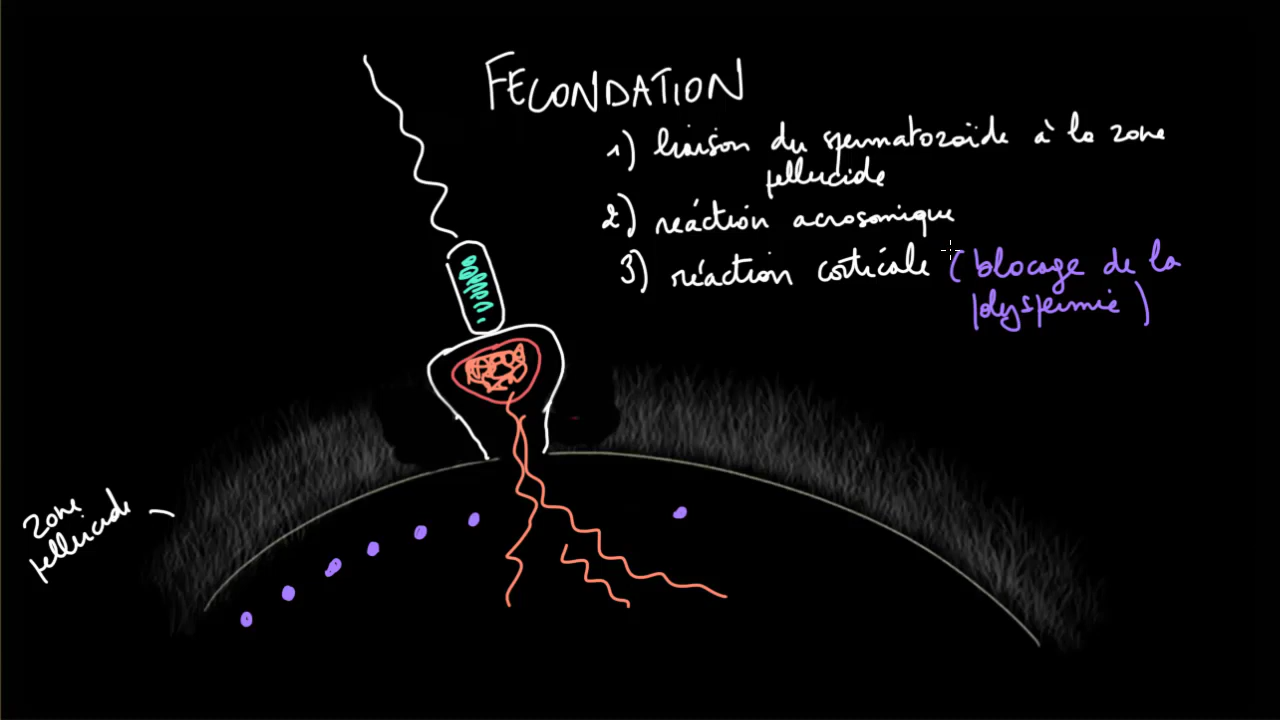 FECONDATION
1) liaison du spermatozoïde à la zone
pellucide
2) réaction acrosomique
3) réaction corticale (blocage de la
polyspermie)
zone
pellucide